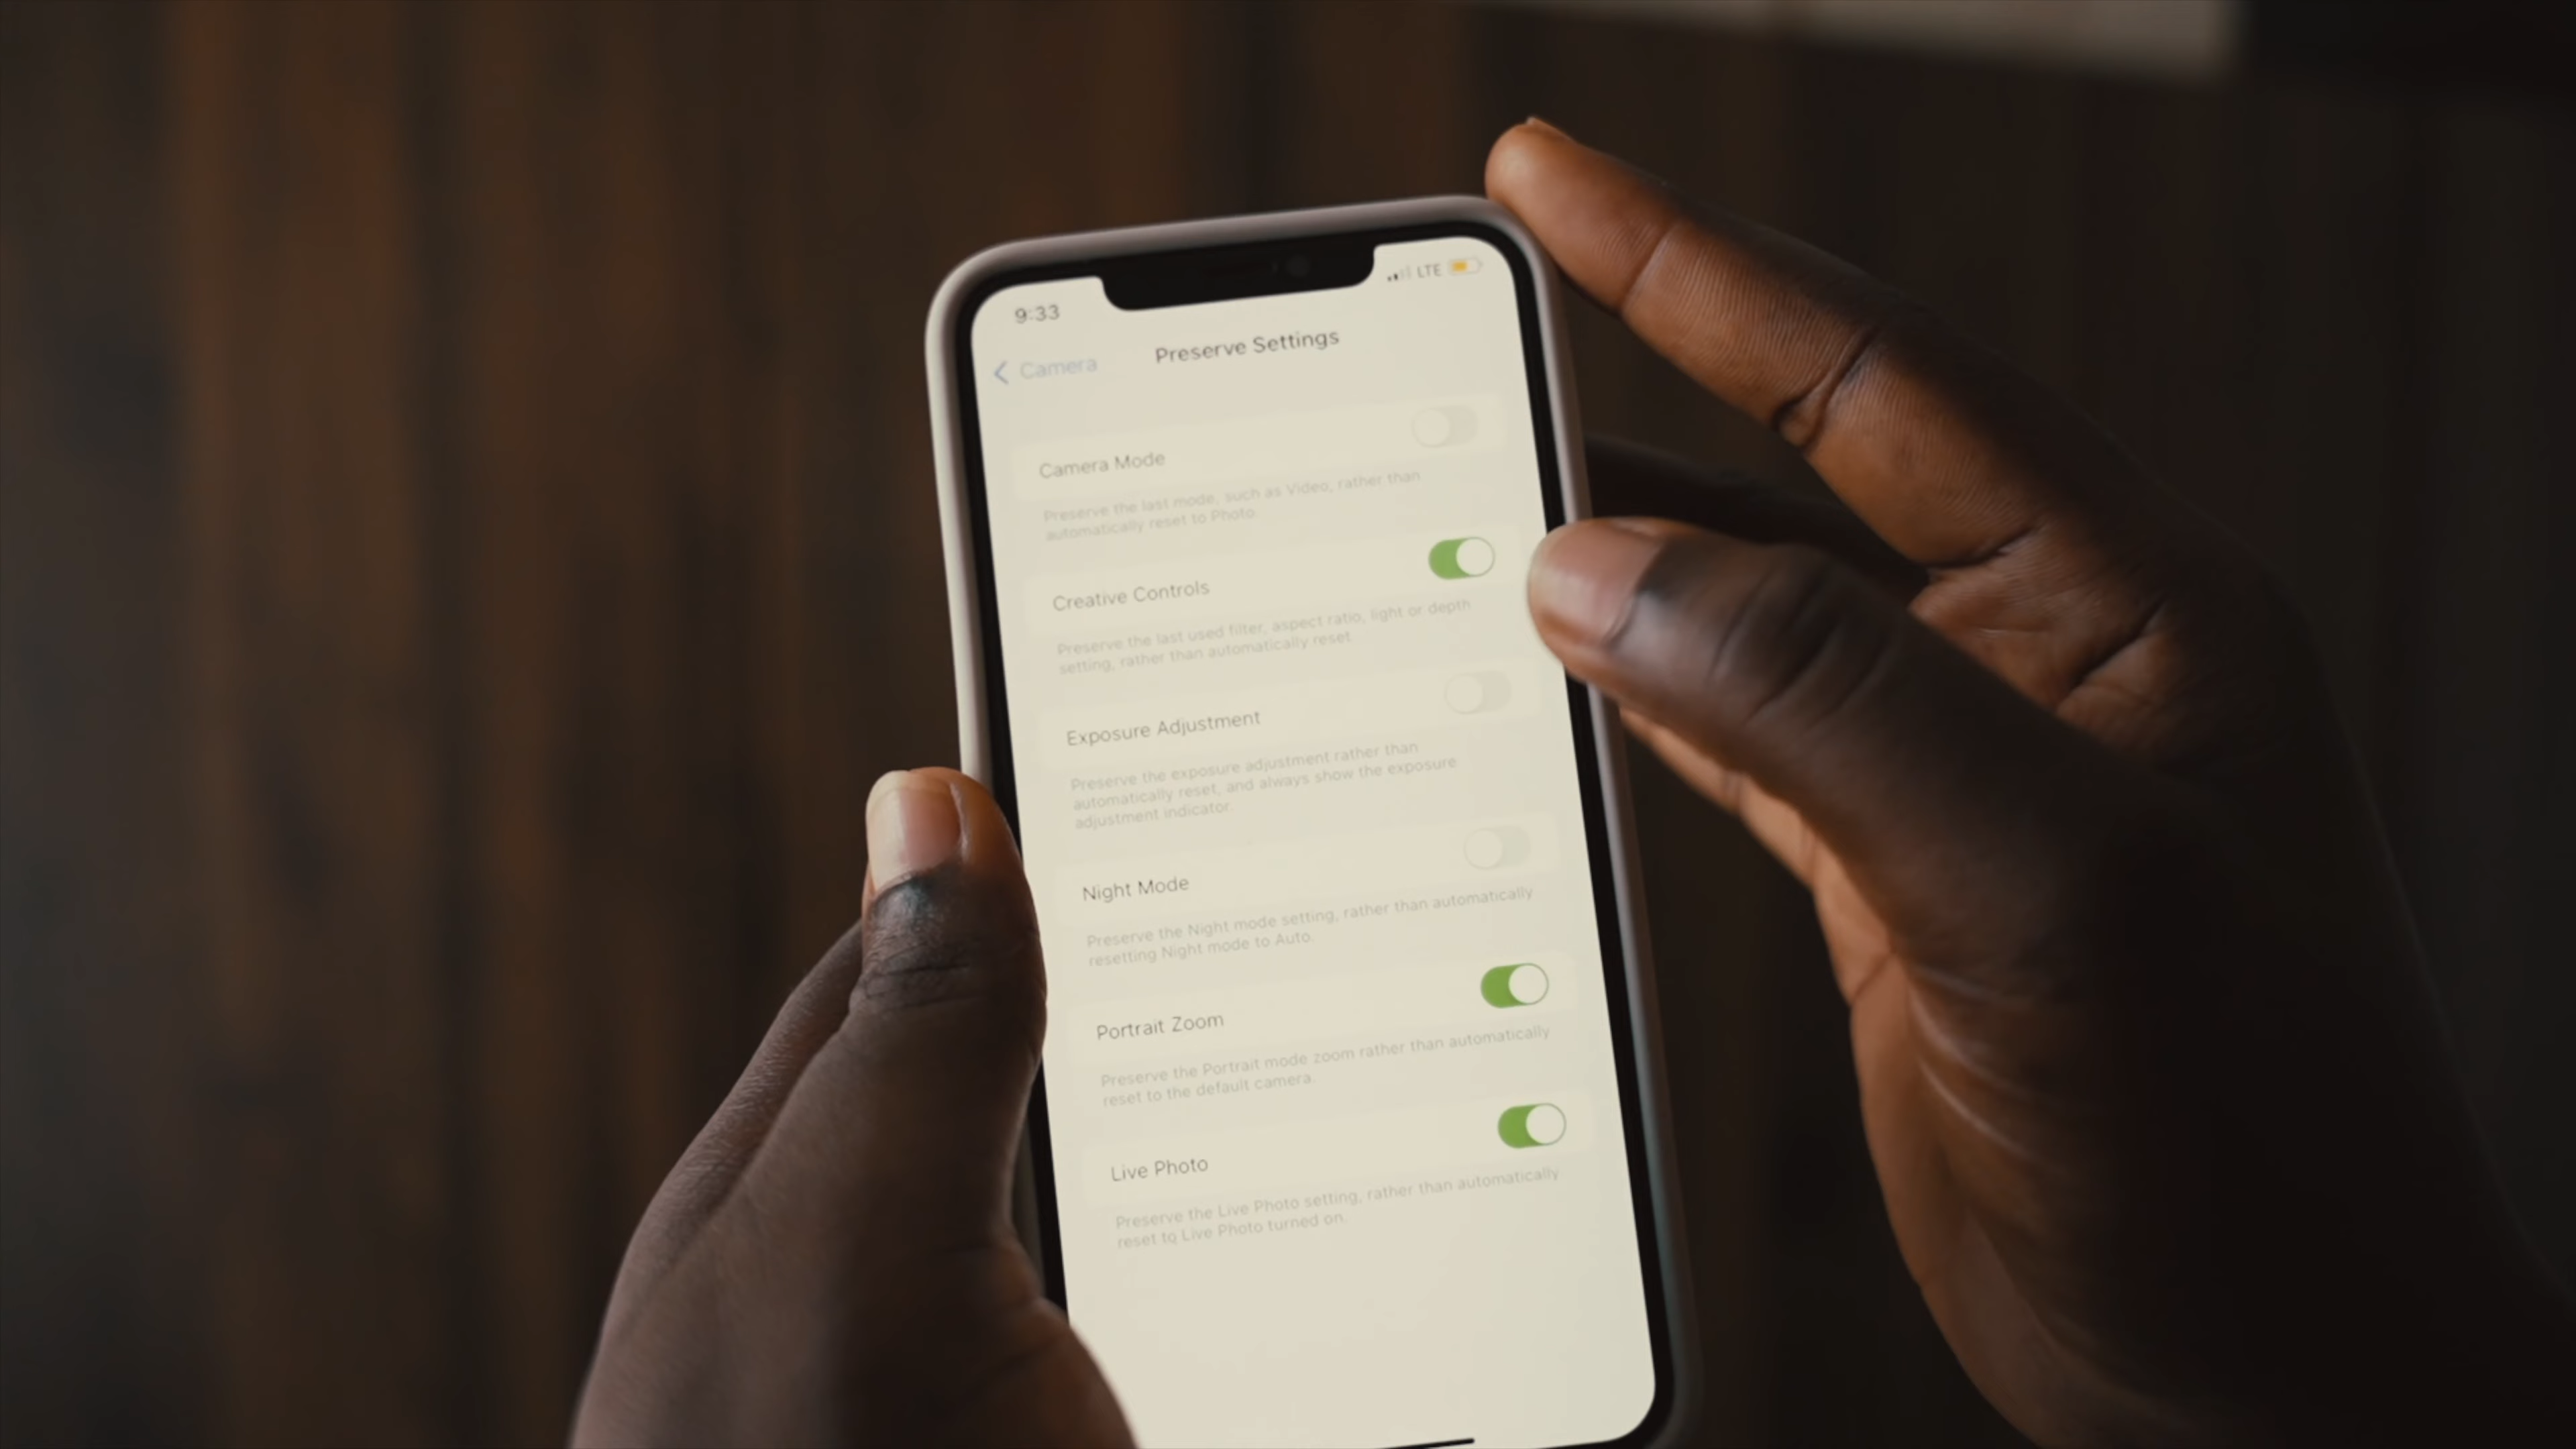 9:33
LTE
Camera
Preserve Settings
Camera Mode
Preserve the last mode, such as Video, rather than
automatically reset to Photo.
Creative Controls
Preserve the last used filter, aspect ratio, light or depth
setting, rather than automatically reset.
Exposure Adjustment
Preserve the exposure adjustment rather than
automatically reset, and always show the exposure
adjustment indicator.
Night Mode
Preserve the Night mode setting, rather than automatically
resetting Night mode to Auto.
Portrait Zoom
Preserve the Portrait mode zoom rather than automatically
reset to the default camera.
Live Photo
Preserve the Live Photo setting, rather than automatically
reset to Live Photo turned on.